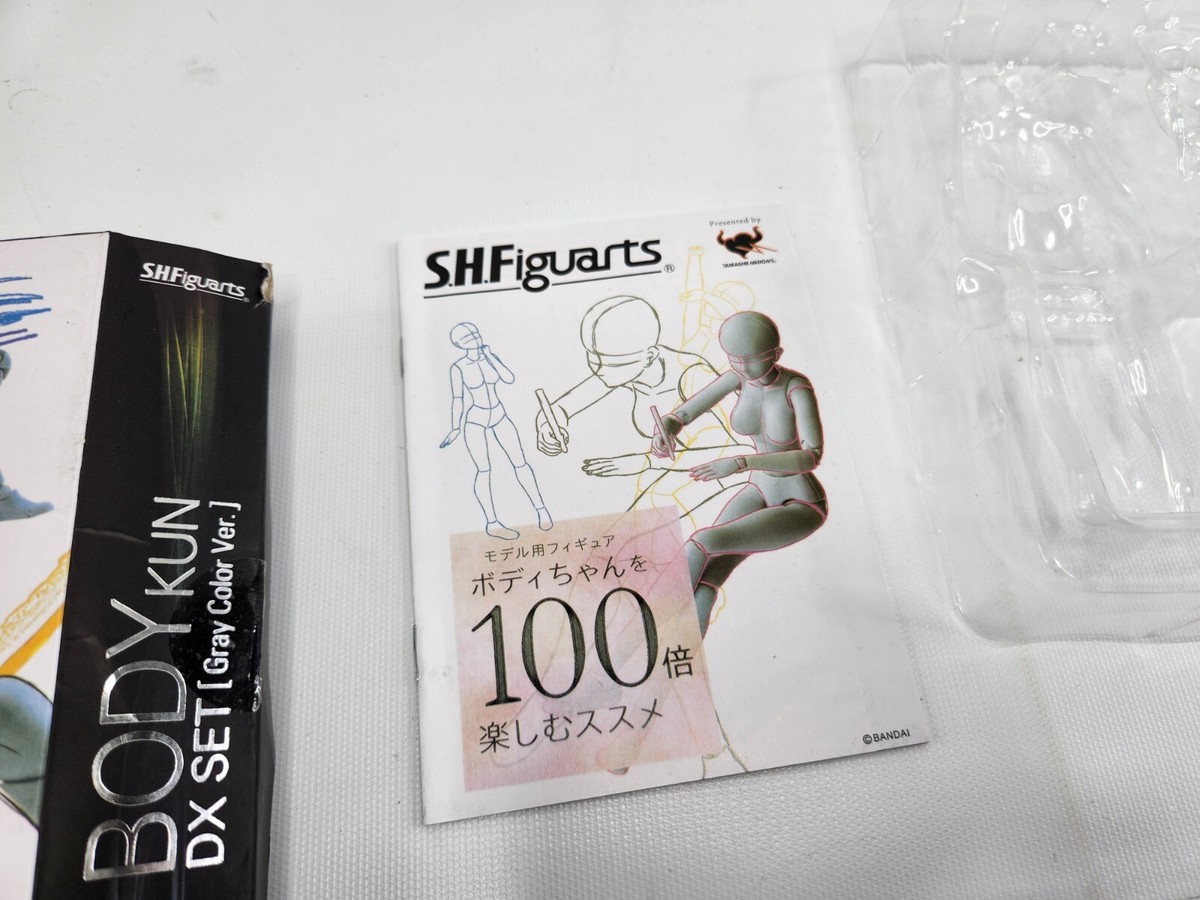 S.H.Figuarts
BODY KUN
DX SET [Gray Color Ver.]
S.H.Figuarts®
Presented by
TAMASHII NATIONS
モデル用フィギュア
ボディちゃんを
100倍
楽しむススメ
©BANDAI